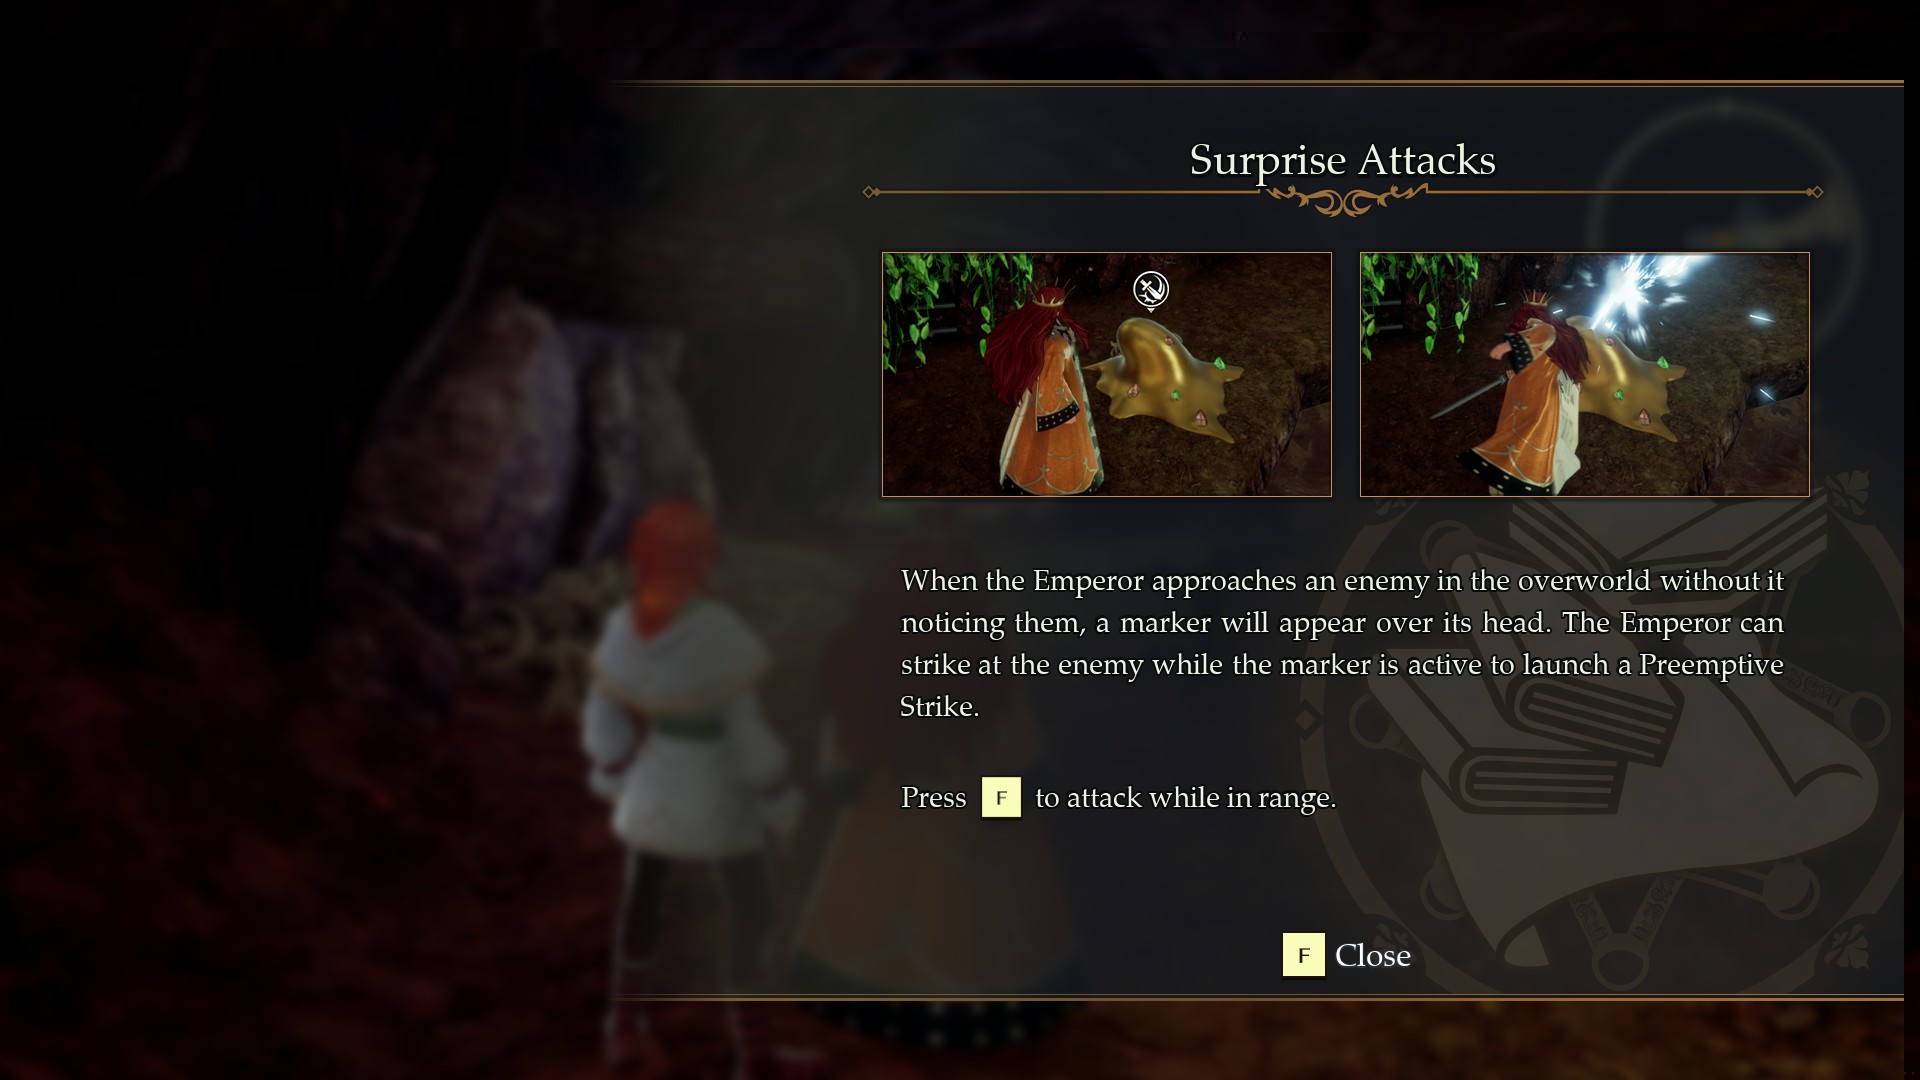 Surprise Attacks
When the Emperor approaches an enemy in the overworld without it
noticing them, a marker will appear over its head. The Emperor can
strike at the enemy while the marker is active to launch a Preemptive
Strike.
Press F to attack while in range.
F Close